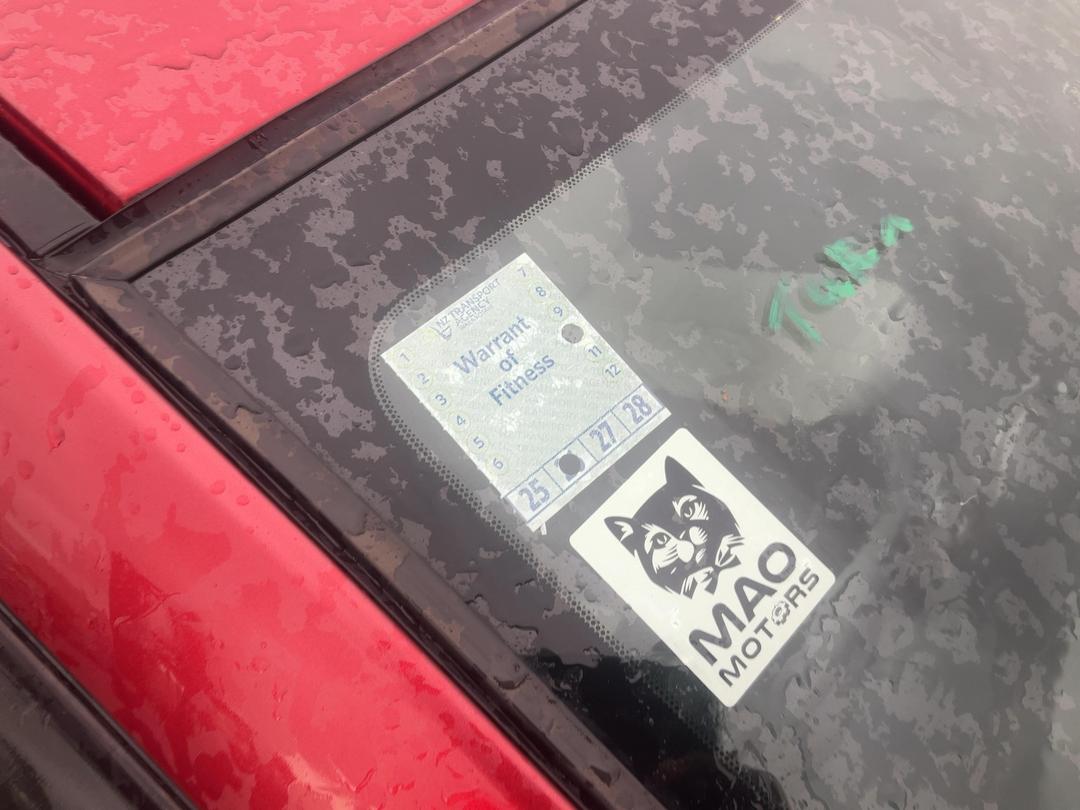 NZ TRANSPORT
AGENCY
Warrant
of
Fitness
1
2
3
4
5
6
7
8
9
11
12
25
27
28
MAO
MOTORS